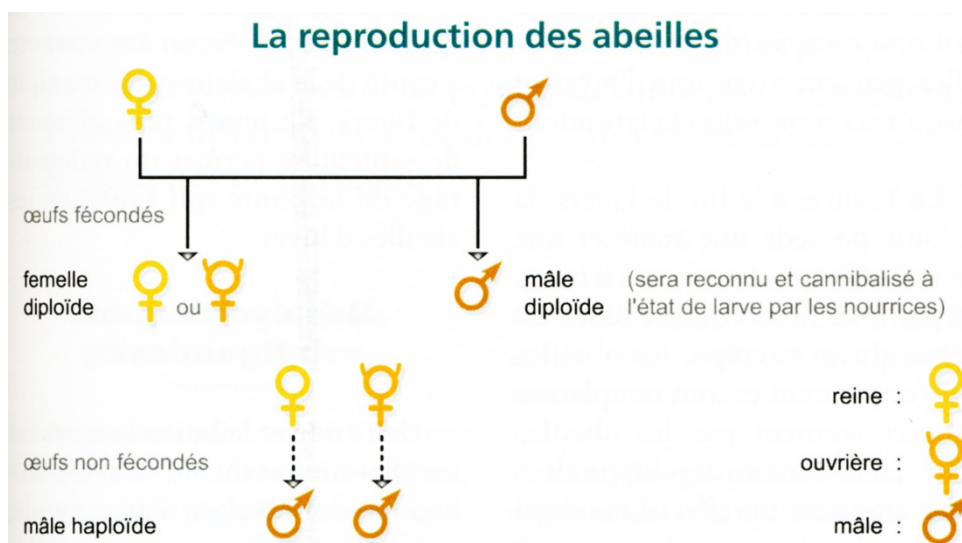 La reproduction des abeilles
œufs fécondés
femelle
diploïde
ou
mâle
diploïde
(sera reconnu et cannibalisé à
l'état de larve par les nourrices)
reine :
œufs non fécondés
ouvrière :
mâle haploïde
mâle :